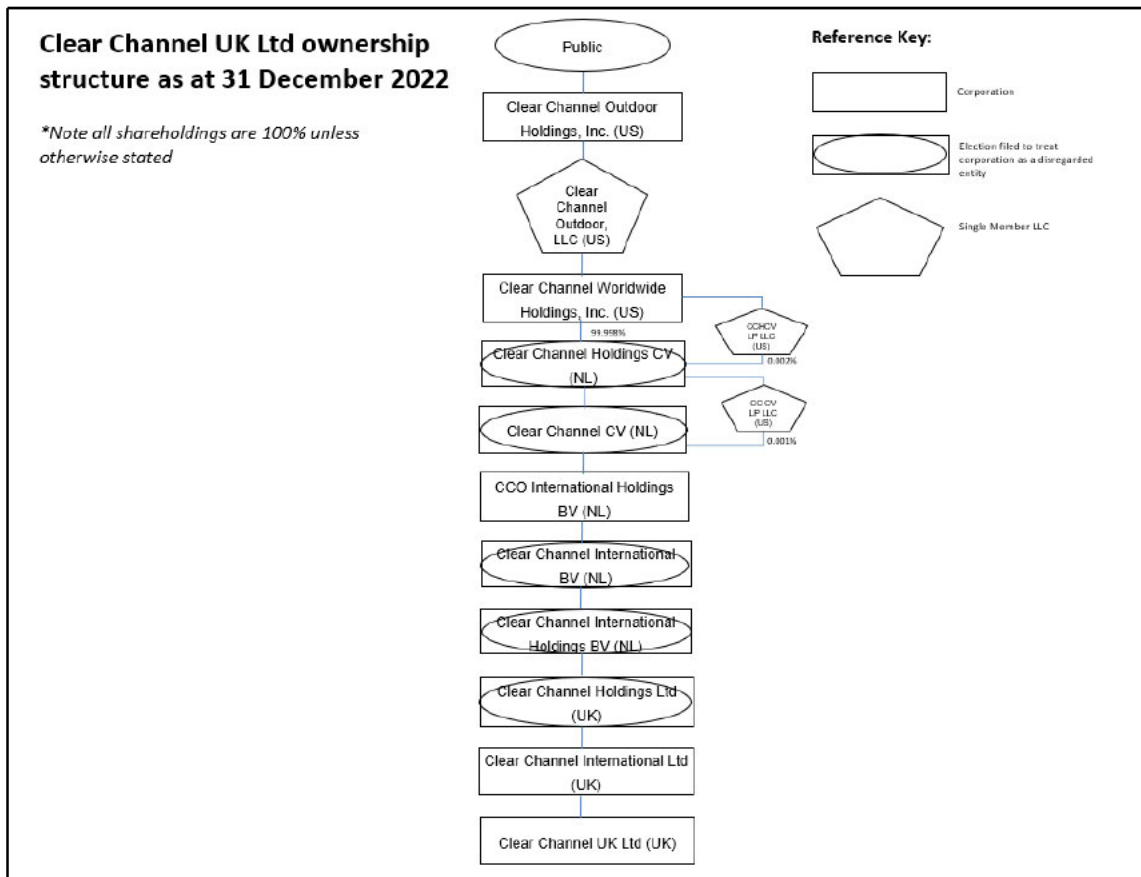 Clear Channel UK Ltd ownership
structure as at 31 December 2022
*Note all shareholdings are 100% unless
otherwise stated
Public
Clear Channel Outdoor
Holdings, Inc. (US)
Clear
Channel
Outdoor,
LLC (US)
Clear Channel Worldwide
Holdings, Inc. (US)
99.998%
CCHCV
LP LLC
(US)
0.002%
Clear Channel Holdings CV
(NL)
CCCV
LP LLC
(US)
0.001%
Clear Channel CV (NL)
CCO International Holdings
BV (NL)
Clear Channel International
BV (NL)
Clear Channel International
Holdings BV (NL)
Clear Channel Holdings Ltd
(UK)
Clear Channel International Ltd
(UK)
Clear Channel UK Ltd (UK)
Reference Key:
Corporation
Election filed to treat
corporation as a disregarded
entity
Single Member LLC